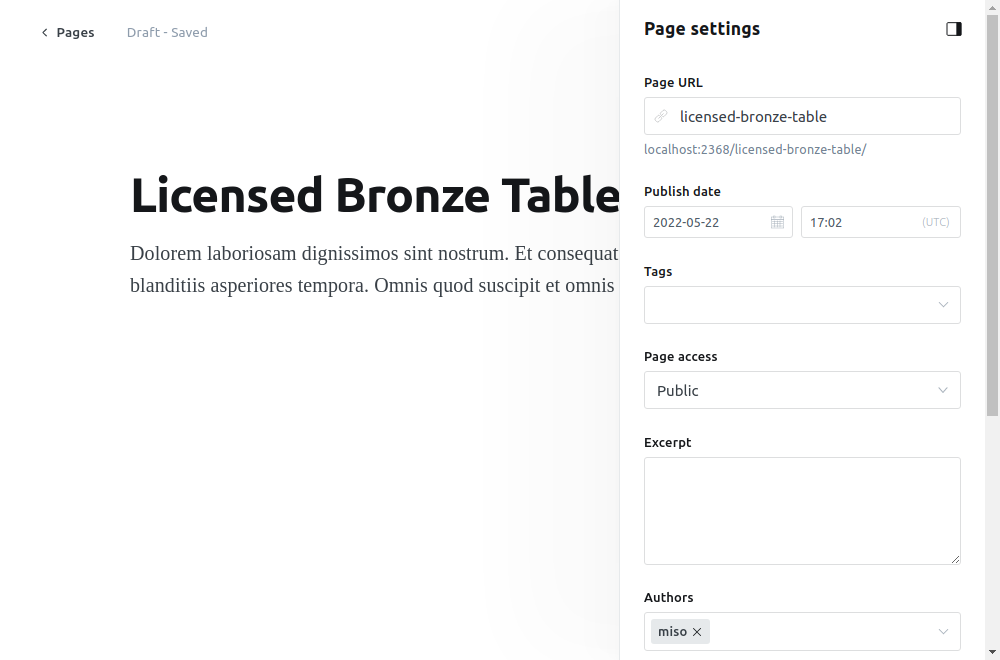 Pages
Draft - Saved
Licensed Bronze Table
Dolorem laboriosam dignissimos sint nostrum. Et consequat
blanditiis asperiores tempora. Omnis quod suscipit et omnis
Page settings
Page URL
licensed-bronze-table
localhost:2368/licensed-bronze-table/
Publish date
2022-05-22
17:02
(UTC)
Tags
Page access
Public
Excerpt
Authors
miso